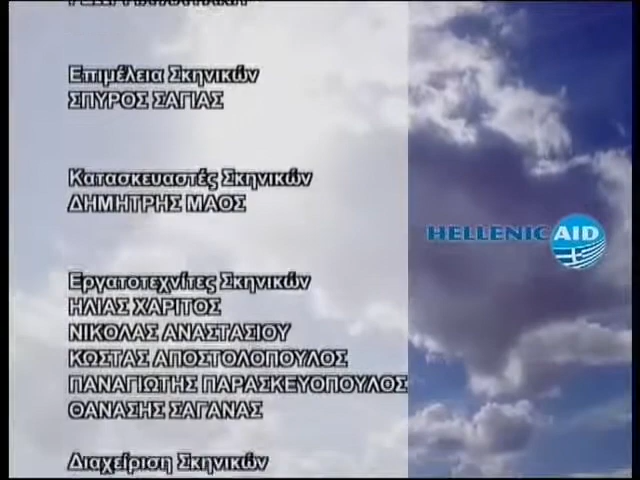 Επιμέλεια Σκηνικών
ΣΠΥΡΟΣ ΣΑΓΙΑΣ
Κατασκευαστές Σκηνικών
ΔΗΜΗΤΡΗΣ ΜΑΟΣ
HELLENIC AID
Εργατοτεχνίτες Σκηνικών
ΗΛΙΑΣ ΧΑΡΙΤΟΣ
ΝΙΚΟΛΑΣ ΑΝΑΣΤΑΣΙΟΥ
ΚΩΣΤΑΣ ΑΠΟΣΤΟΛΟΠΟΥΛΟΣ
ΠΑΝΑΓΙΩΤΗΣ ΠΑΡΑΣΚΕΥΟΠΟΥΛΟΣ
ΘΑΝΑΣΗΣ ΣΑΓΑΝΑΣ
Διαχείριση Σκηνικών